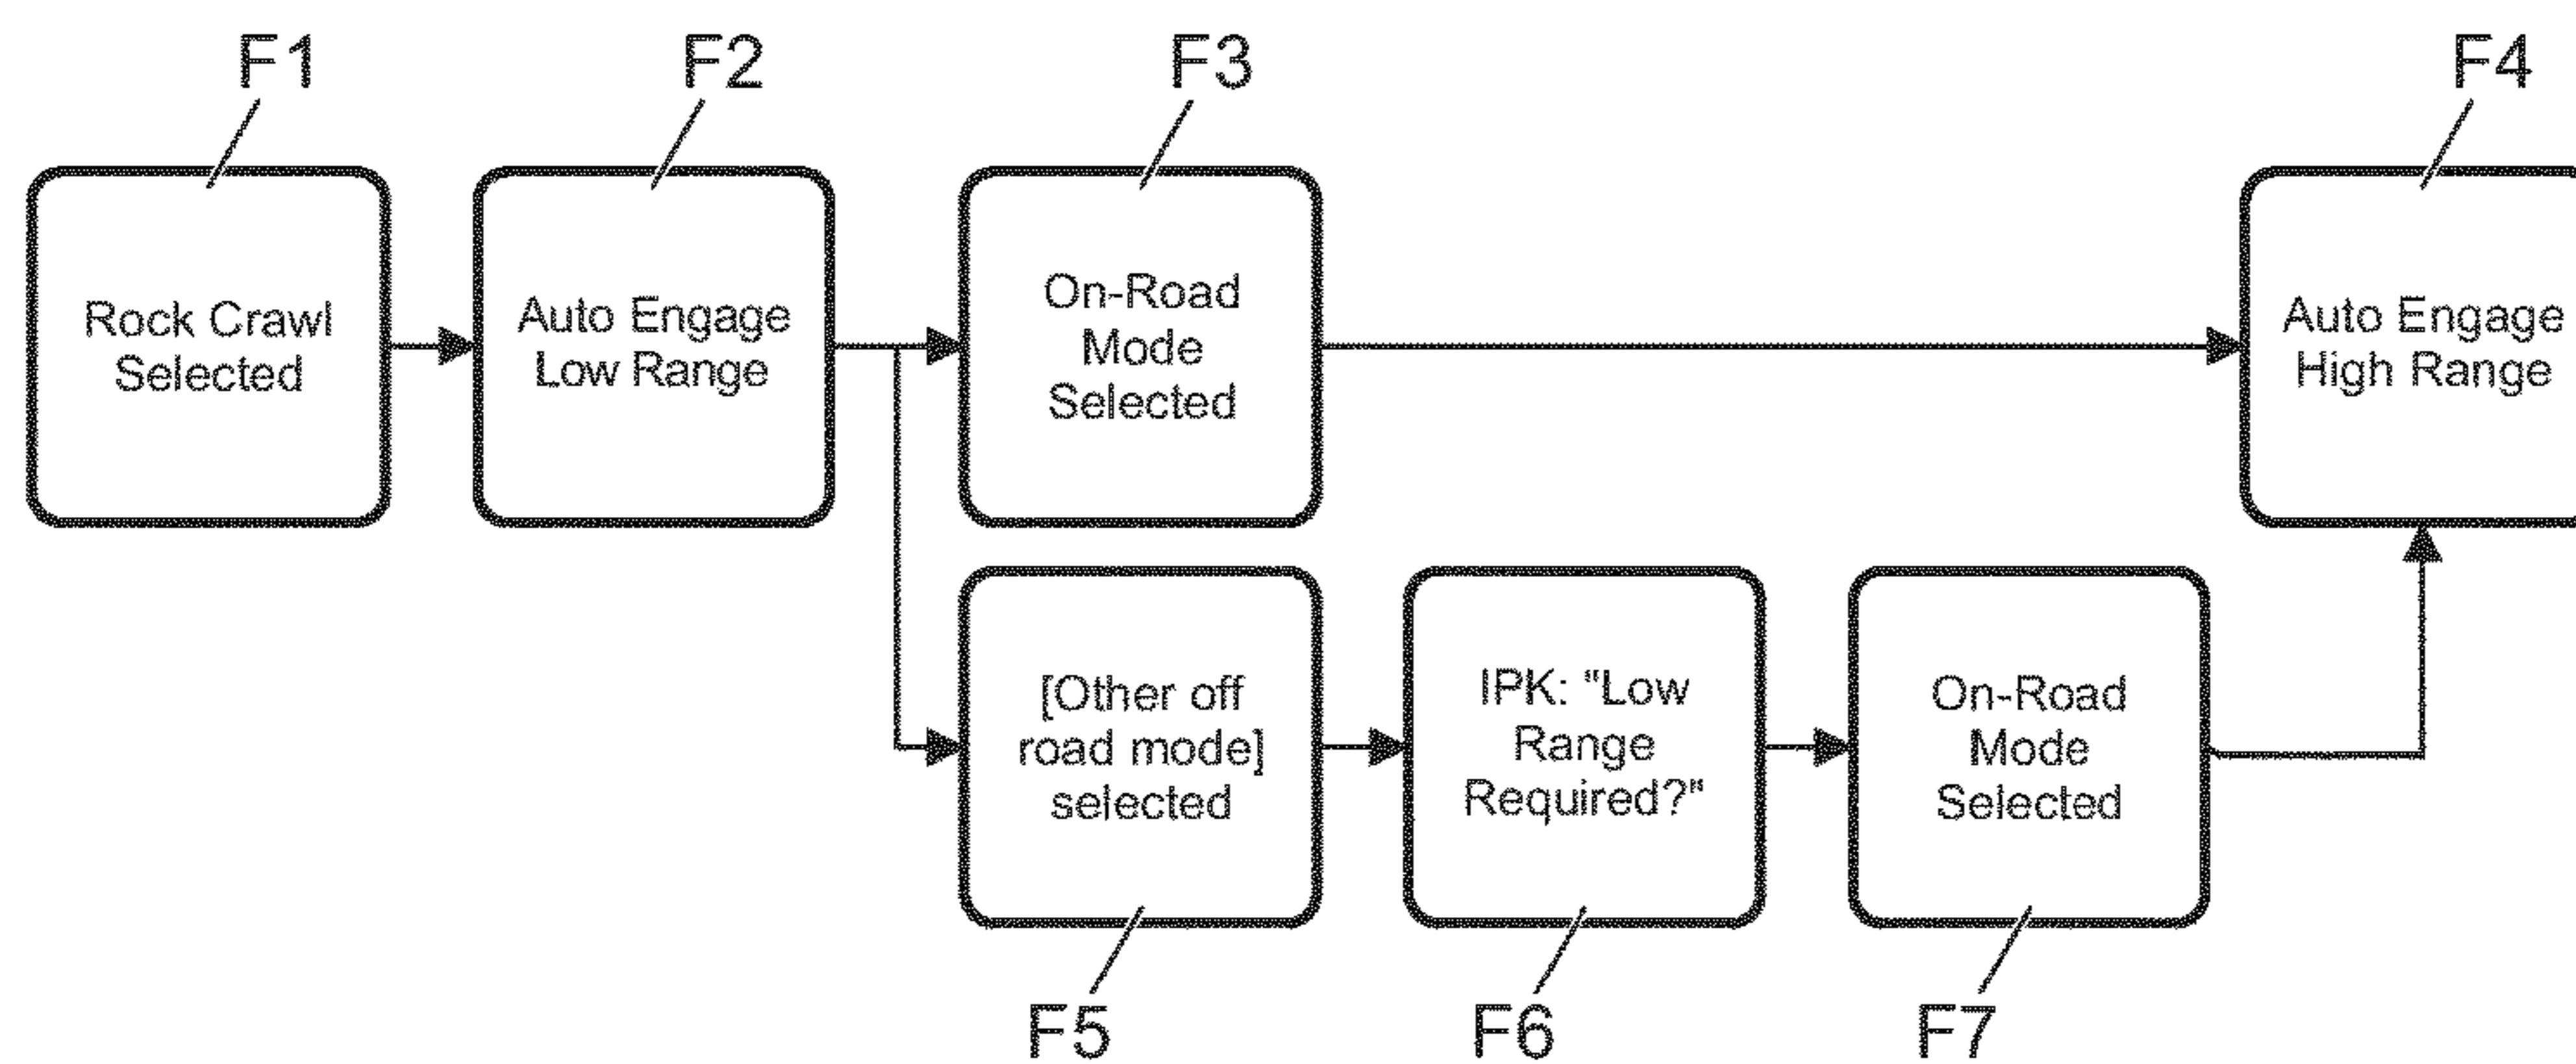 F1
F2
F3
F4
Rock Crawl
Selected
Auto Engage
Low Range
On-Road
Mode
Selected
Auto Engage
High Range
[Other off
road mode]
selected
IPK: "Low
Range
Required?"
On-Road
Mode
Selected
F5
F6
F7